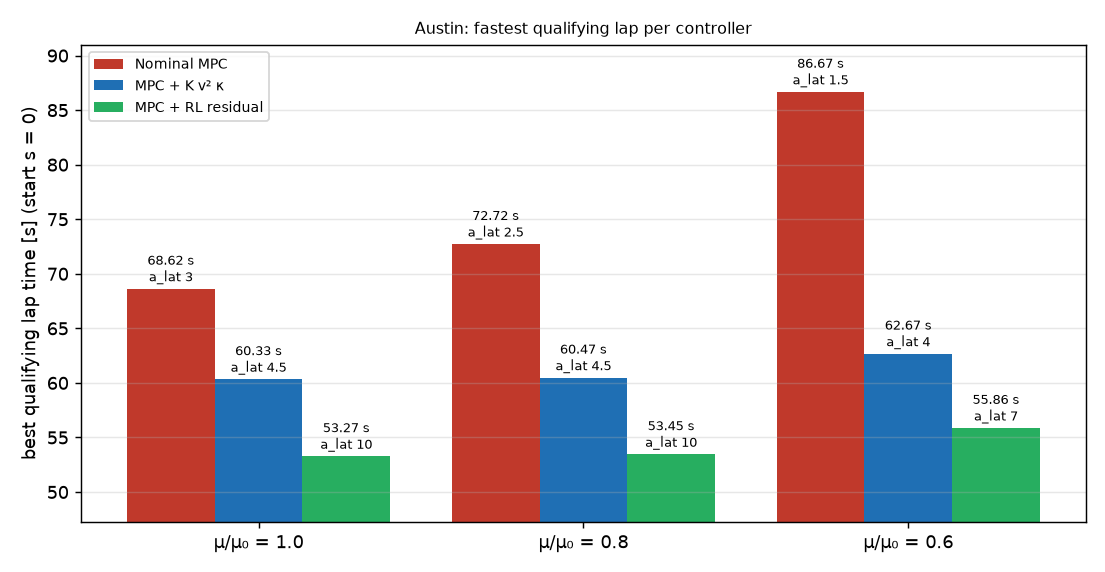 Austin: fastest qualifying lap per controller
best qualifying lap time [s] (start s = 0)
90
85
80
75
70
65
60
55
50
Nominal MPC
MPC + K v² κ
MPC + RL residual
68.62 s
a_lat 3
60.33 s
a_lat 4.5
53.27 s
a_lat 10
72.72 s
a_lat 2.5
60.47 s
a_lat 4.5
53.45 s
a_lat 10
86.67 s
a_lat 1.5
62.67 s
a_lat 4
55.86 s
a_lat 7
μ/μ₀ = 1.0
μ/μ₀ = 0.8
μ/μ₀ = 0.6